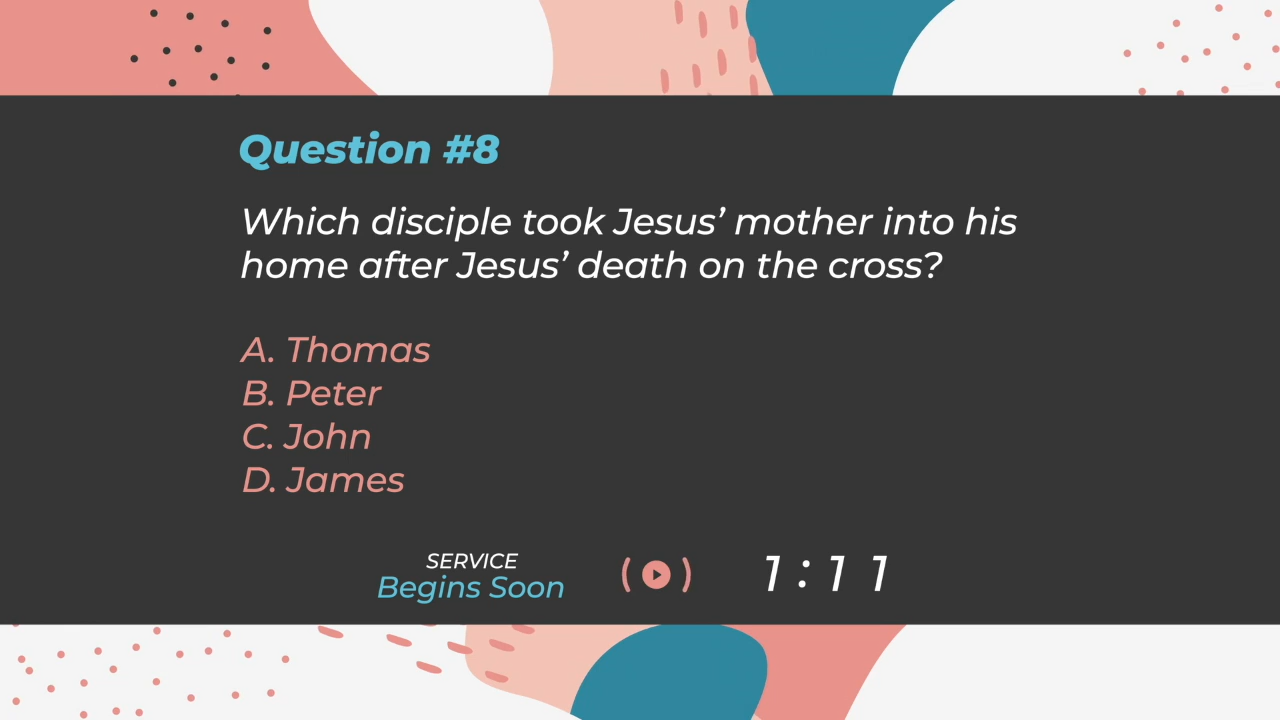 Question #8
Which disciple took Jesus’ mother into his
home after Jesus’ death on the cross?
A. Thomas
B. Peter
C. John
D. James
SERVICE
Begins Soon
1:11